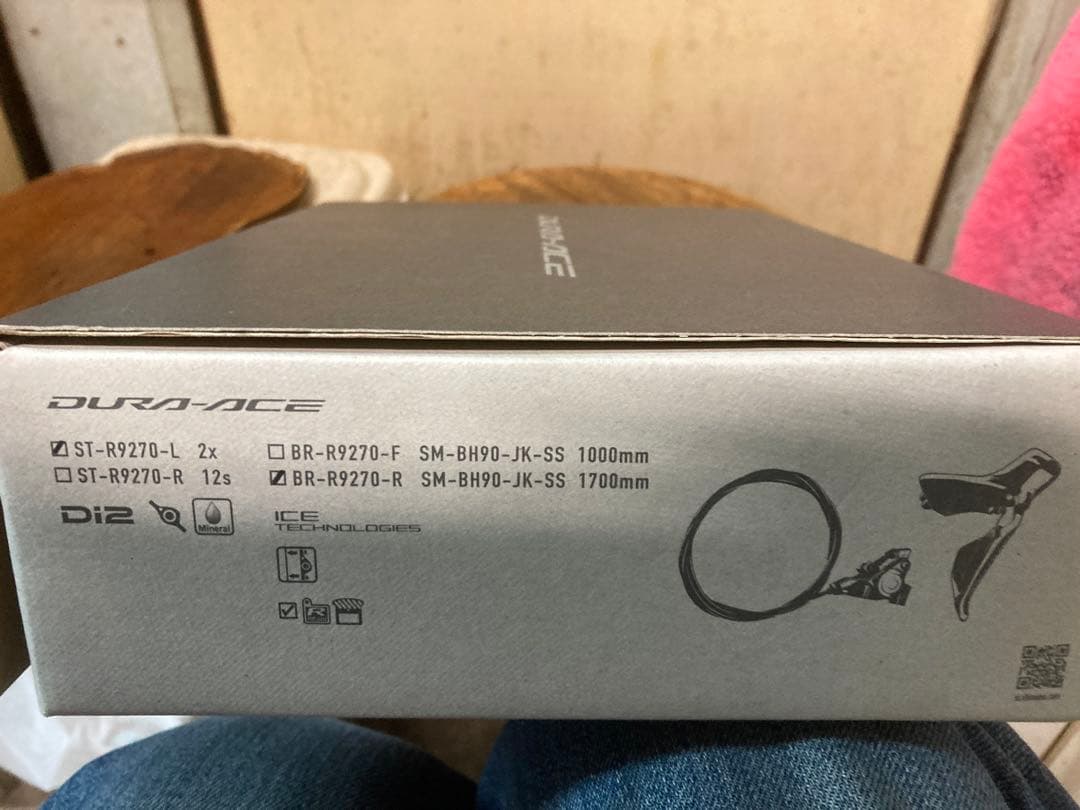 DURA-ACE
DURA-ACE
ST-R9270-L 2x
ST-R9270-R 12s
BR-R9270-F SM-BH90-JK-SS 1000mm
BR-R9270-R SM-BH90-JK-SS 1700mm
Di2
Mineral
ICE
TECHNOLOGIES